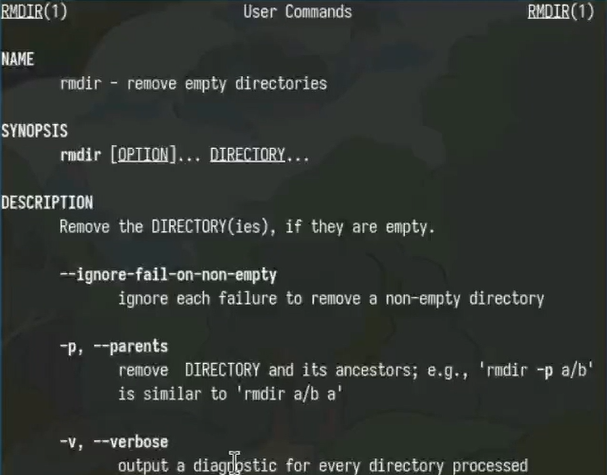 RMDIR(1) User Commands RMDIR(1)
NAME
rmdir - remove empty directories
SYNOPSIS
rmdir [OPTION]... DIRECTORY...
DESCRIPTION
Remove the DIRECTORY(ies), if they are empty.
--ignore-fail-on-non-empty
ignore each failure to remove a non-empty directory
-p, --parents
remove DIRECTORY and its ancestors; e.g., 'rmdir -p a/b'
is similar to 'rmdir a/b a'
-v, --verbose
output a diagnostic for every directory processed